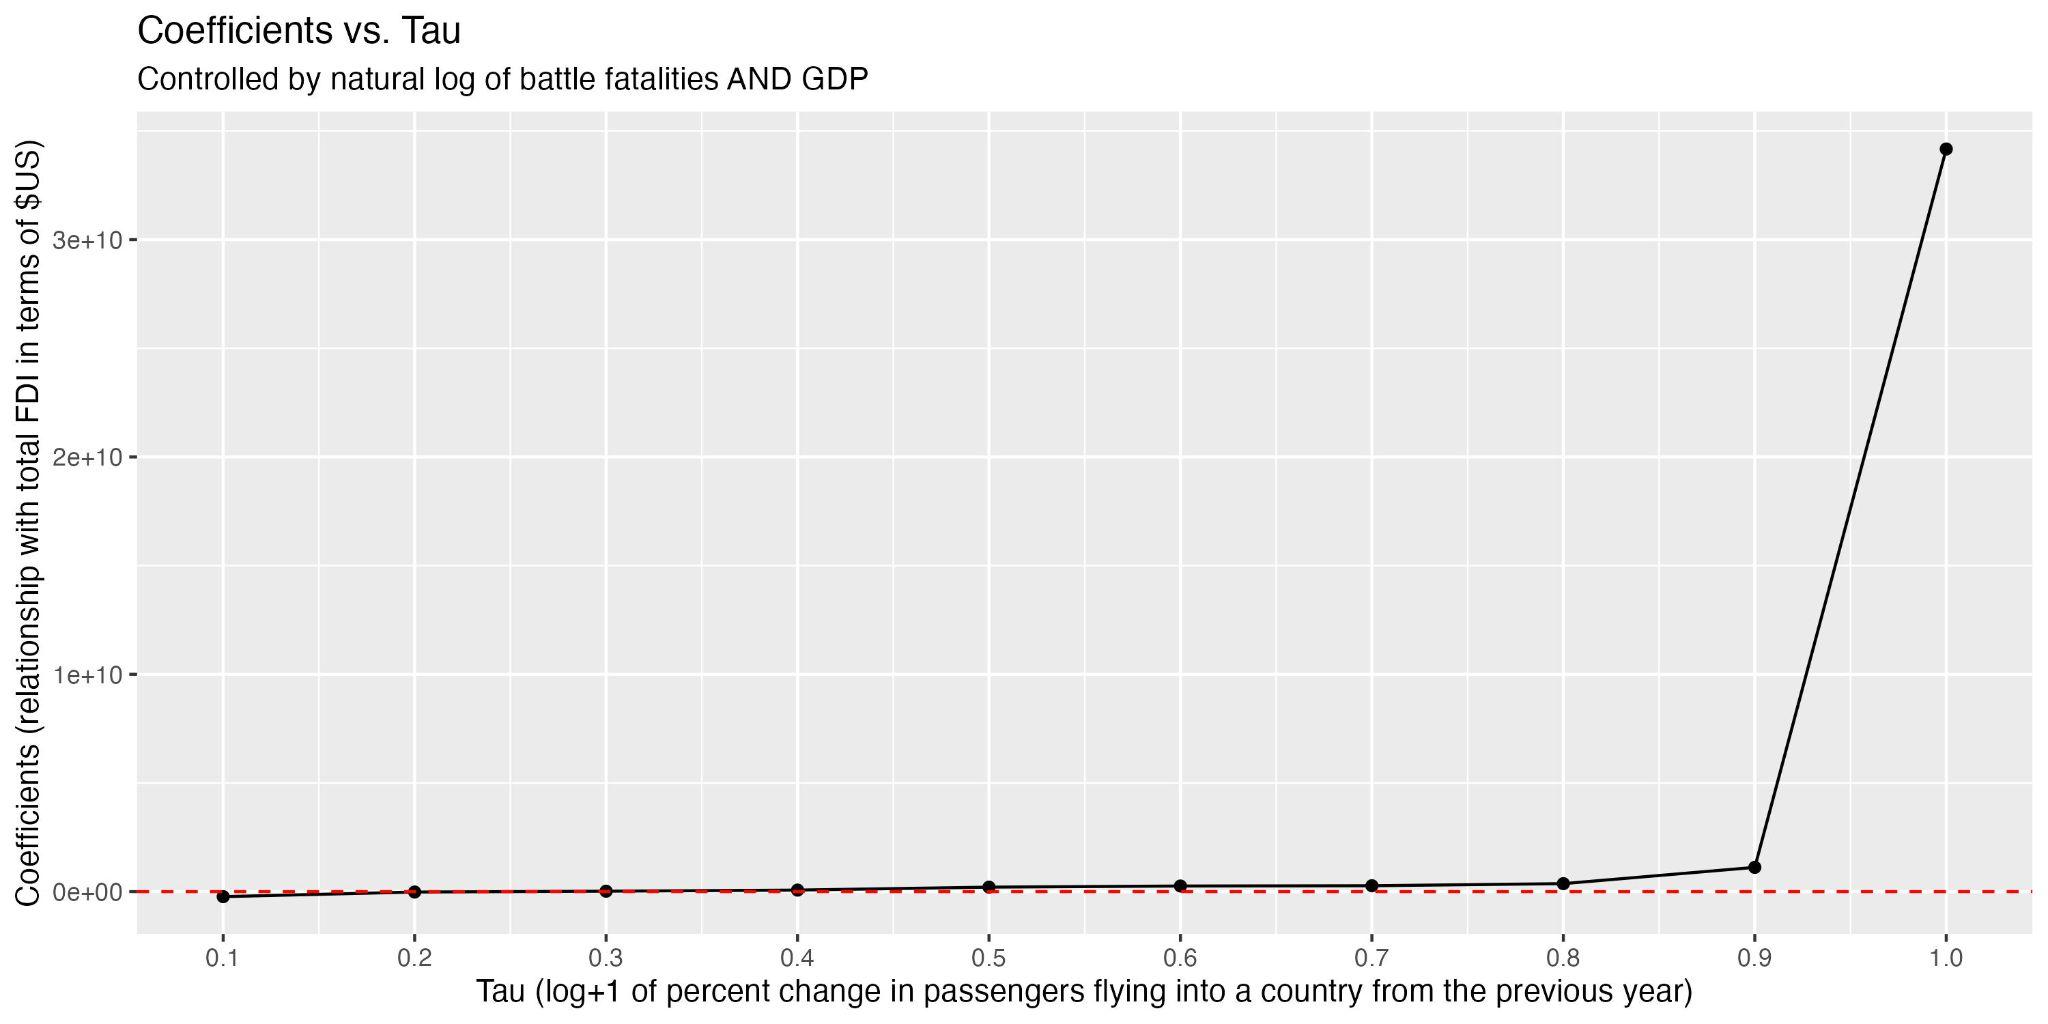 Coefficients vs. Tau
Controlled by natural log of battle fatalities AND GDP
Coefficients (relationship with total FDI in terms of $US)
3e+10
2e+10
1e+10
0e+00
0.1 0.2 0.3 0.4 0.5 0.6 0.7 0.8 0.9 1.0
Tau (log+1 of percent change in passengers flying into a country from the previous year)